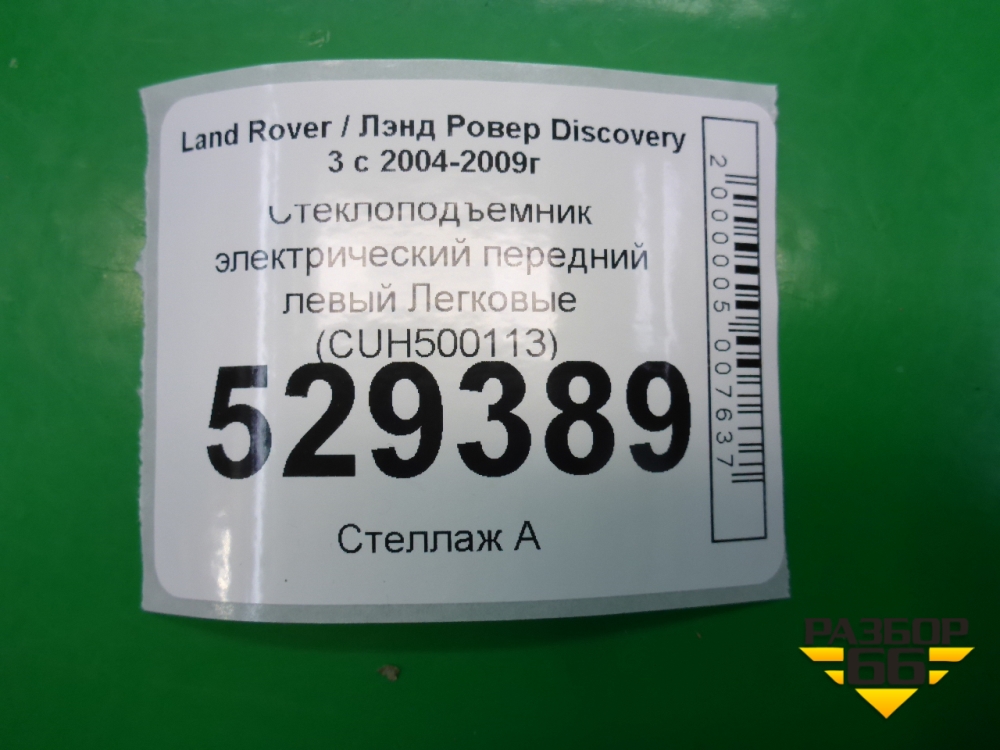 Land Rover / Лэнд Ровер Discovery
3 с 2004-2009г
Стеклоподъемник
электрический передний
левый Легковые
(CUH500113)
529389
Стеллаж А
2000005007637
РАЗБОР
66